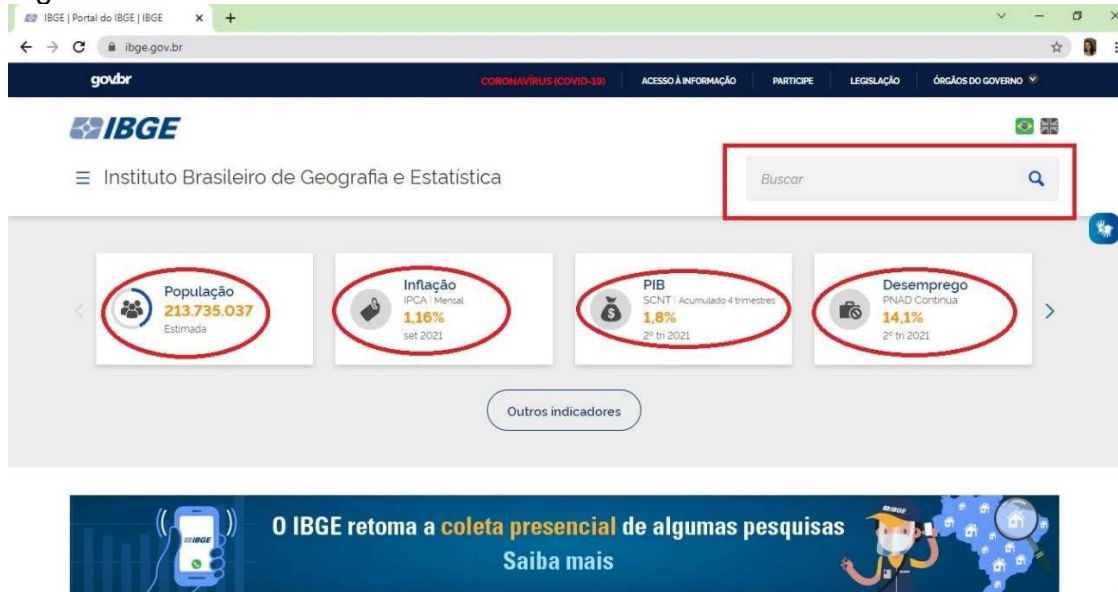 IBGE | Portal do IBGE | IBGE
ibge.gov.br
govbr CORONAVÍRUS (COVID-19) ACESSO À INFORMAÇÃO PARTICIPE LEGISLAÇÃO ÓRGÃOS DO GOVERNO
IBGE
Instituto Brasileiro de Geografia e Estatística Buscar
População
213.735.037
Estimada
Inflação
IPCA | Mensal
1,16%
set 2021
PIB
SCNT | Acumulado 4 trimestres
1,8%
2º tri 2021
Desemprego
PNAD Contínua
14,1%
2º tri 2021
Outros indicadores
O IBGE retoma a coleta presencial de algumas pesquisas
Saiba mais
IBGE
IBGE